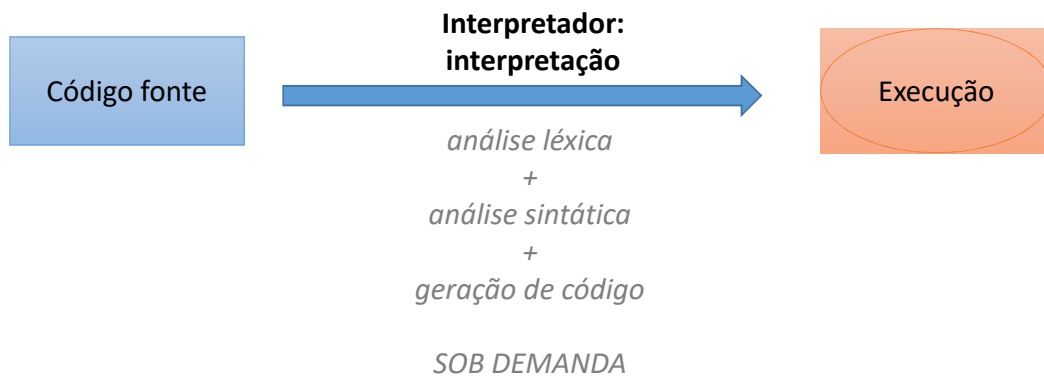 Interpretador:
interpretação
Código fonte
Execução
análise léxica
+
análise sintática
+
geração de código
SOB DEMANDA